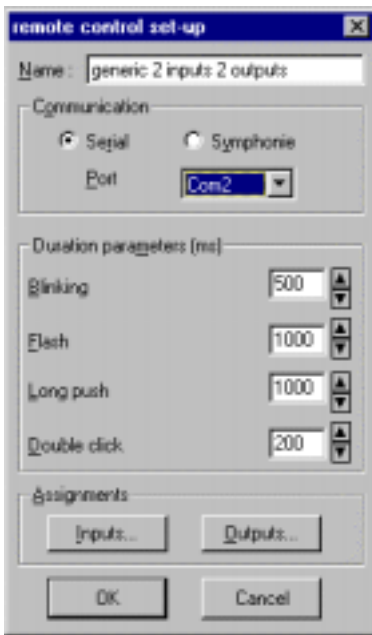 remote control set-up
Name : generic 2 inputs 2 outputs
Communication
Serial Symphonie
Port Com2
Duration parameters (ms)
Blinking 500
Flash 1000
Long push 1000
Double click 200
Assignments
Inputs... Outputs...
OK Cancel